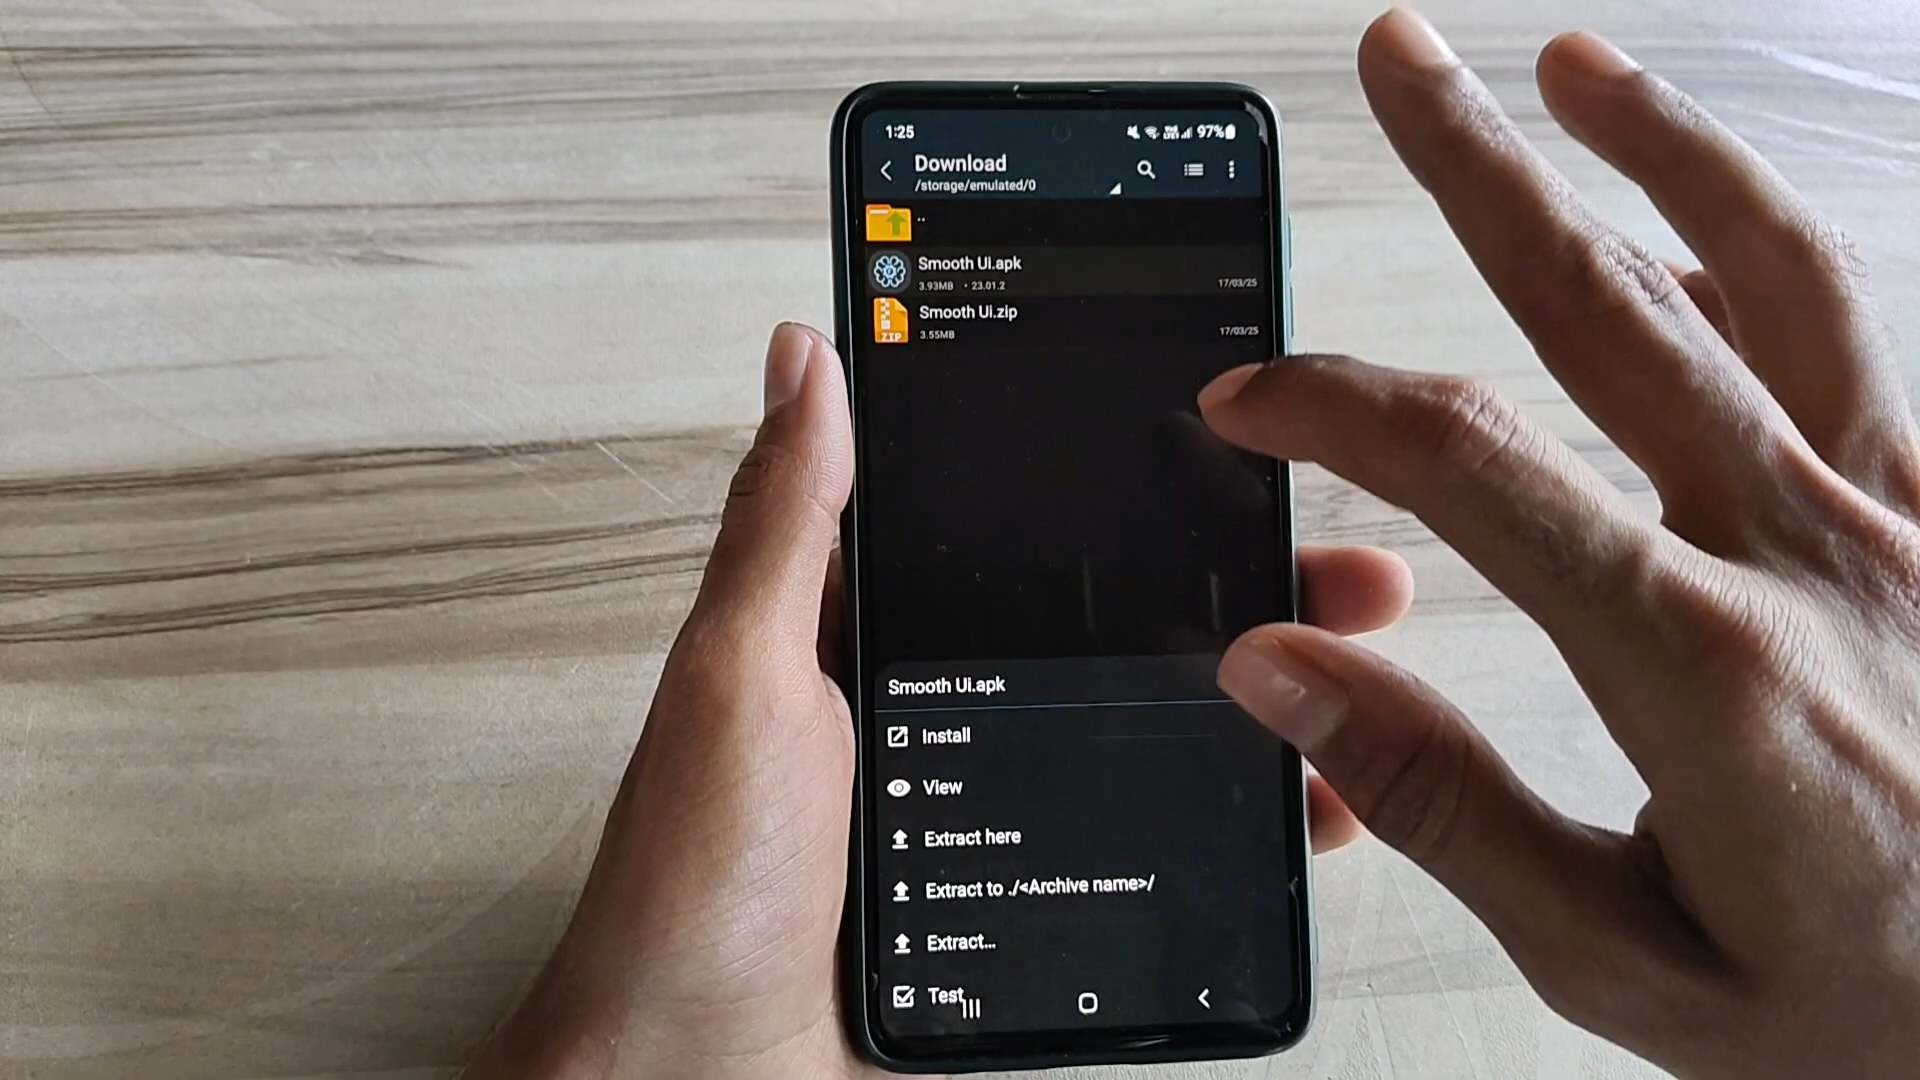 1:25
97%
Download
/storage/emulated/0
..
Smooth Ui.apk
3.93MB • 23.01.2
17/03/25
Smooth Ui.zip
3.55MB
17/03/25
ZIP
Smooth Ui.apk
Install
View
Extract here
Extract to ./<Archive name>/
Extract...
Test